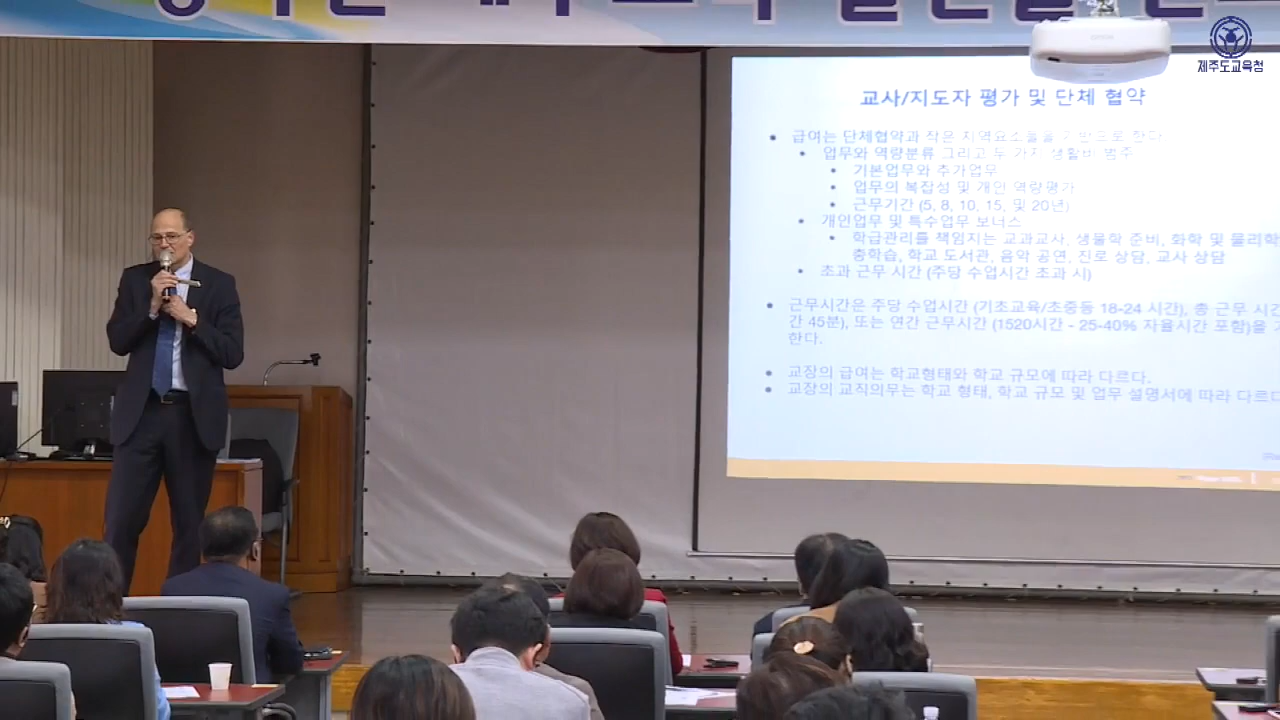 제주도교육청
교사/지도자 평가 및 단체 협약
• 급여는 단체협약과 작은 지역요소들을 기반으로 한다.
• 업무와 역량분류 그리고 두 가지 생활비 범주
• 기본업무와 추가업무
• 업무의 복잡성 및 개인 역량평가
• 근무기간 (5, 8, 10, 15, 및 20년)
• 개인업무 및 특수업무 보너스
• 학급관리를 책임지는 교과교사, 생물학 준비, 화학 및 물리학
중학습, 학교 도서관, 음악 공연, 진로 상담, 교사 상담
• 초과 근무 시간 (주당 수업시간 초과 시)
• 근무시간은 주당 수업시간 (기초교육/초중등 18-24 시간), 총 근무 시간
간 45분), 또는 연간 근무시간 (1520시간 - 25-40% 자율시간 포함)을
한다.
• 교장의 급여는 학교형태와 학교 규모에 따라 다르다.
• 교장의 교직의무는 학교 형태, 학교 규모 및 업무 설명서에 따라 다르다